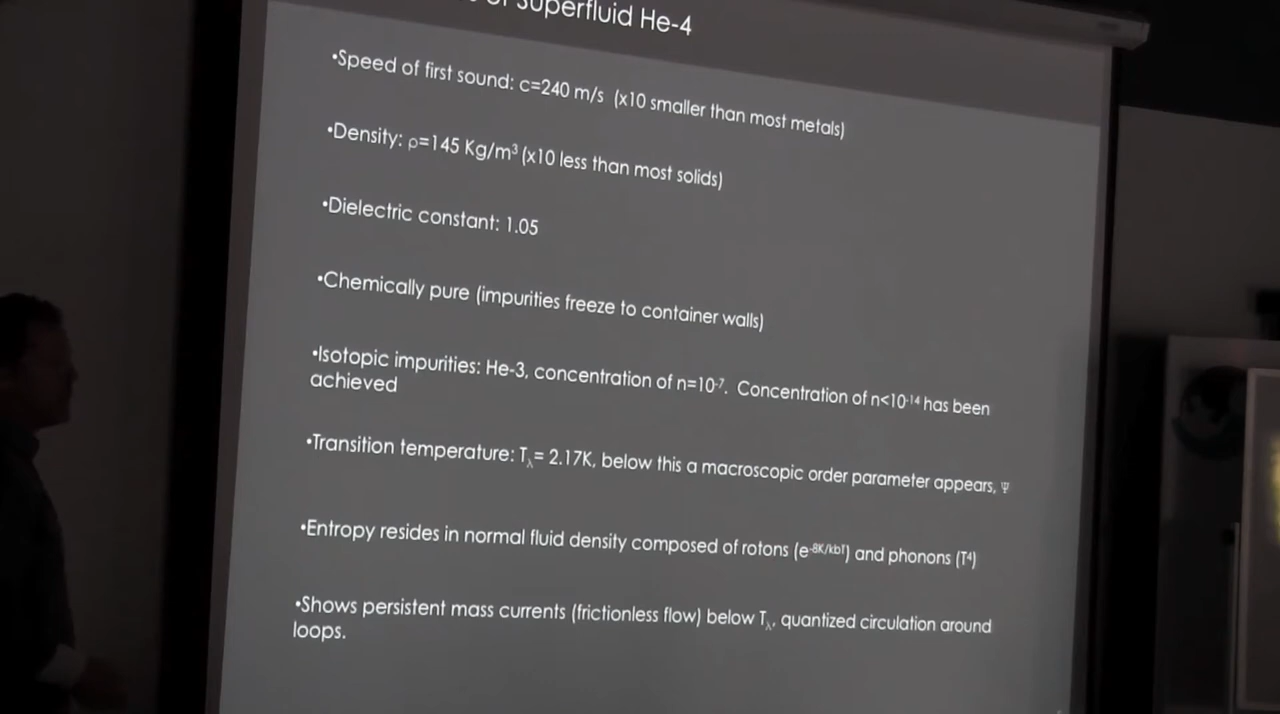 of Superfluid He-4
•Speed of first sound: c=240 m/s (x10 smaller than most metals)
•Density: ρ=145 Kg/m³ (x10 less than most solids)
•Dielectric constant: 1.05
•Chemically pure (impurities freeze to container walls)
•Isotopic impurities: He-3, concentration of n=10⁻⁷. Concentration of n<10⁻¹⁴ has been
achieved
•Transition temperature: Tλ= 2.17K, below this a macroscopic order parameter appears, Ψ
•Entropy resides in normal fluid density composed of rotons (e⁻⁸ᴷ/ᵏᵇᵀ) and phonons (T⁴)
•Shows persistent mass currents (frictionless flow) below Tλ, quantized circulation around
loops.